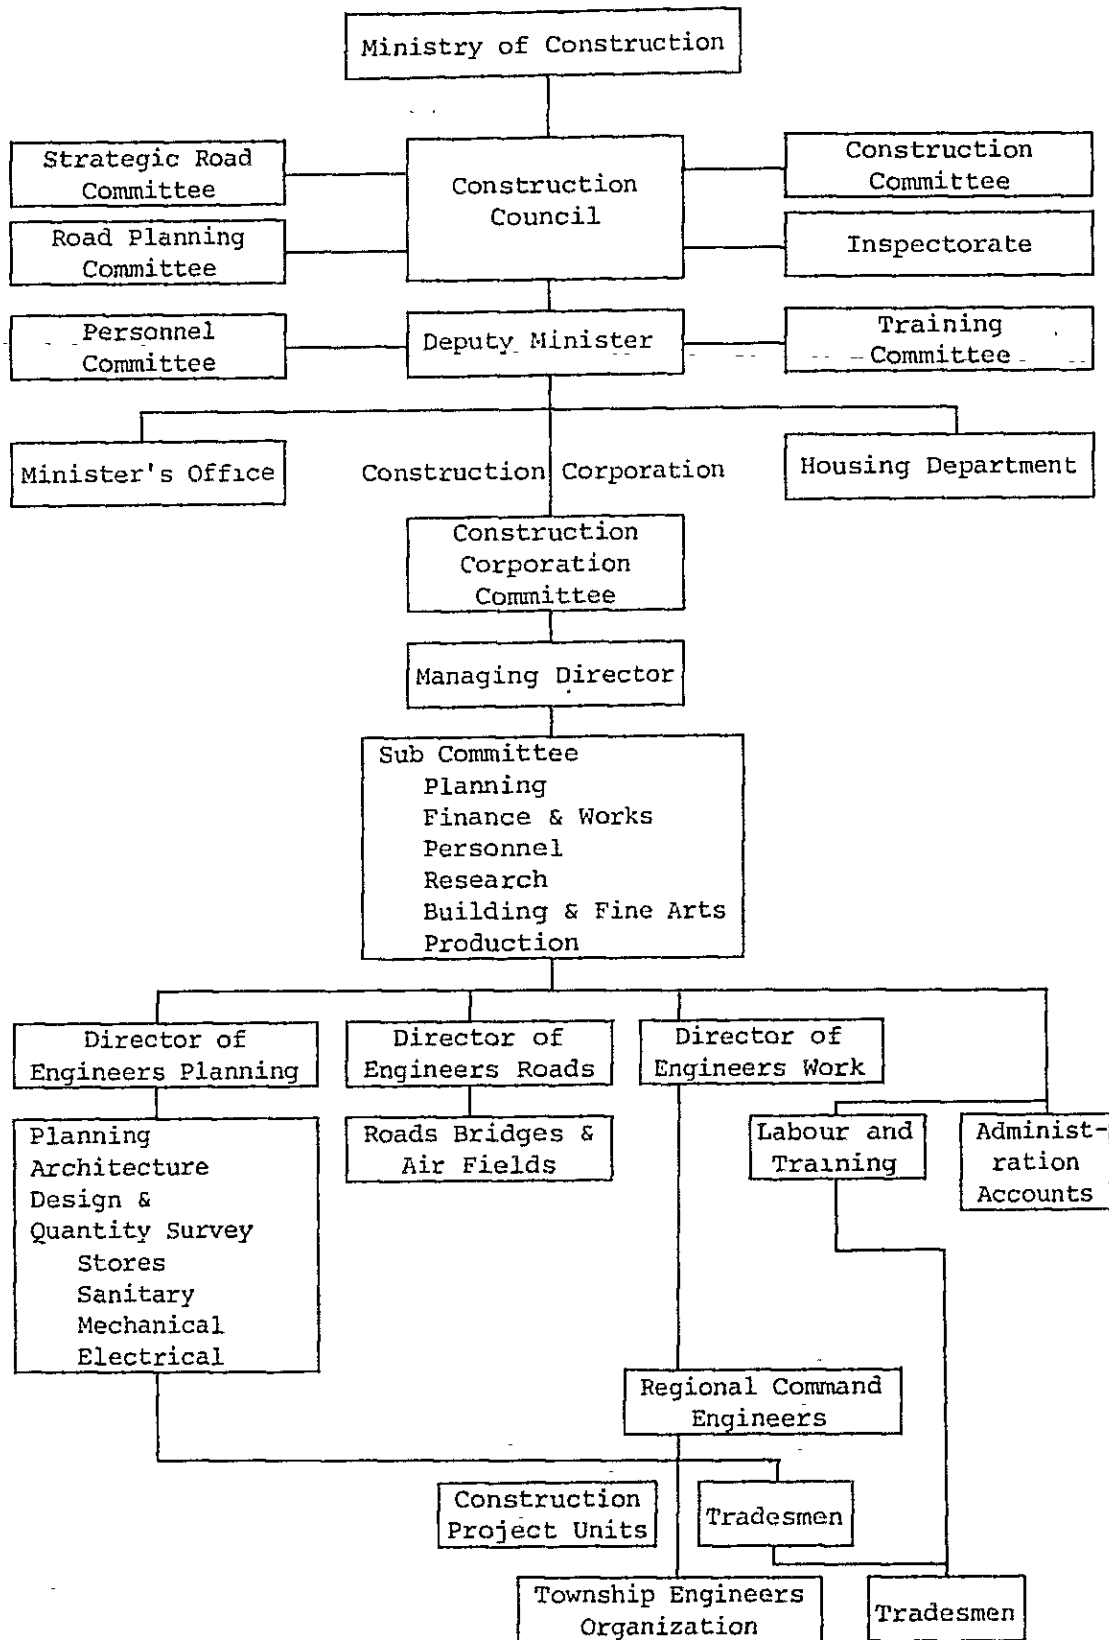 Ministry of Construction
Strategic Road
Committee
Construction
Council
Construction
Committee
Road Planning
Committee
Inspectorate
Personnel
Committee
Deputy Minister
Training
Committee
Minister's Office
Construction Corporation
Housing Department
Construction
Corporation
Committee
Managing Director
Sub Committee
Planning
Finance & Works
Personnel
Research
Building & Fine Arts
Production
Director of
Engineers Planning
Director of
Engineers Roads
Director of
Engineers Work
Planning
Architecture
Design &
Quantity Survey
Stores
Sanitary
Mechanical
Electrical
Roads Bridges &
Air Fields
Labour and
Training
Administ-
ration
Accounts
Regional Command
Engineers
Construction
Project Units
Tradesmen
Township Engineers
Organization
Tradesmen